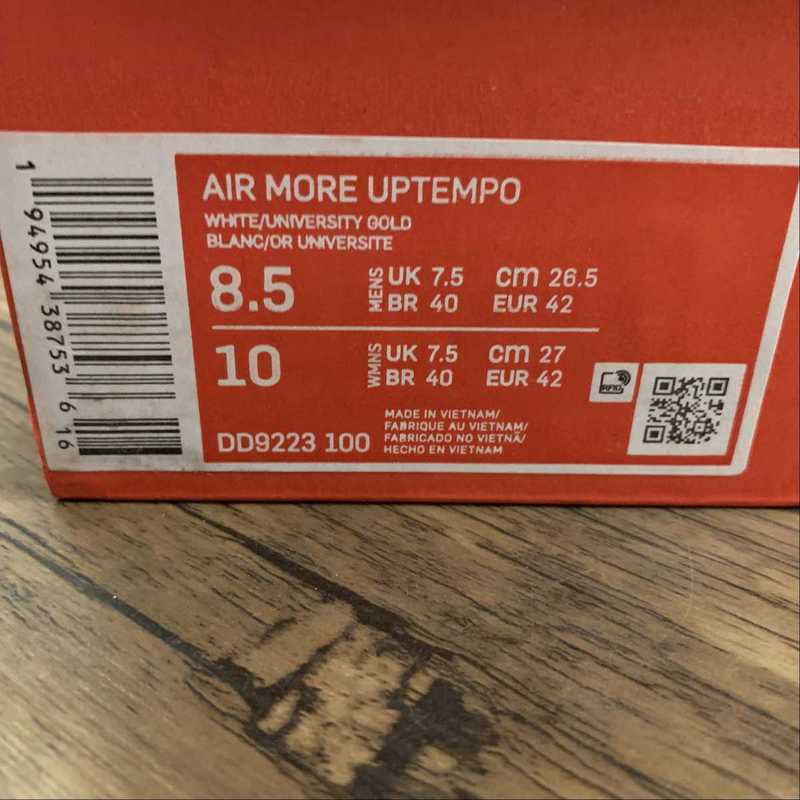 AIR MORE UPTEMPO
WHITE/UNIVERSITY GOLD
BLANC/OR UNIVERSITE
8.5 MENS UK 7.5 cm 26.5
BR 40 EUR 42
10 WMNS UK 7.5 cm 27
BR 40 EUR 42
RFID
DD9223 100
MADE IN VIETNAM/
FABRIQUE AU VIETNAM/
FABRICADO NO VIETNÃ/
HECHO EN VIETNAM
1 94954 38753 6 16